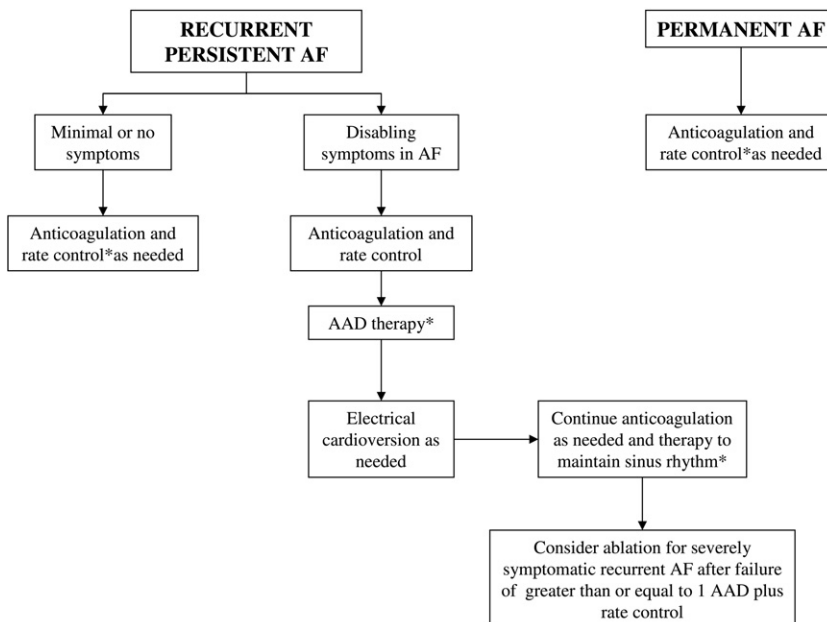 RECURRENT
PERSISTENT AF
PERMANENT AF
Minimal or no
symptoms
Disabling
symptoms in AF
Anticoagulation and
rate control*as needed
Anticoagulation and
rate control*as needed
Anticoagulation and
rate control
AAD therapy*
Electrical
cardioversion as
needed
Continue anticoagulation
as needed and therapy to
maintain sinus rhythm*
Consider ablation for severely
symptomatic recurrent AF after failure
of greater than or equal to 1 AAD plus
rate control